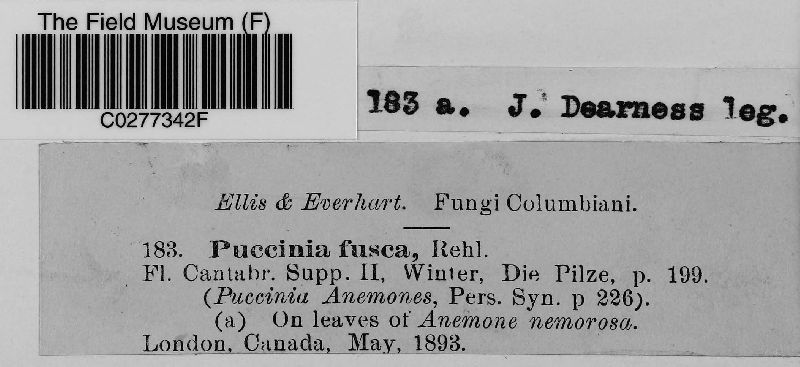 The Field Museum (F)
C0277342F
183 a. J. Dearness leg.
Ellis & Everhart. Fungi Columbiani.
183. Puccinia fusca, Rehl.
Fl. Cantabr. Supp. II, Winter, Die Pilze, p. 199.
(Puccinia Anemones, Pers. Syn. p 226).
(a) On leaves of Anemone nemorosa.
London, Canada, May, 1893.